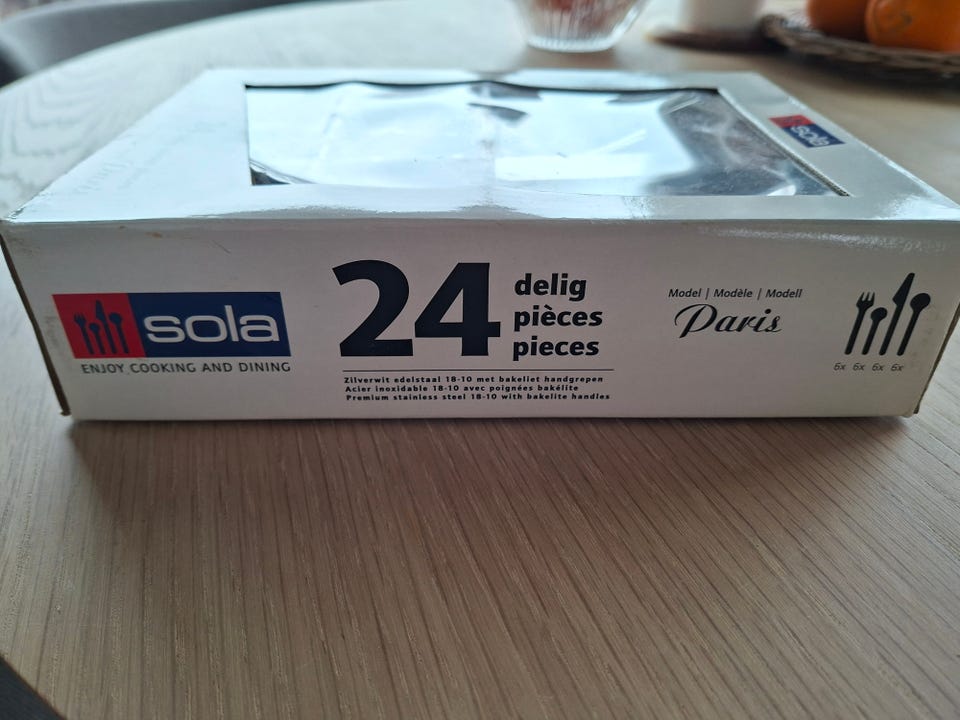 sola
sola
ENJOY COOKING AND DINING
24
delig
pièces
pieces
Zilverwit edelstaal 18-10 met bakeliet handgrepen
Acier inoxidable 18-10 avec poignées bakélite
Premium stainless steel 18-10 with bakelite handles
Model | Modèle | Modell
Paris
6x 6x 6x 6x